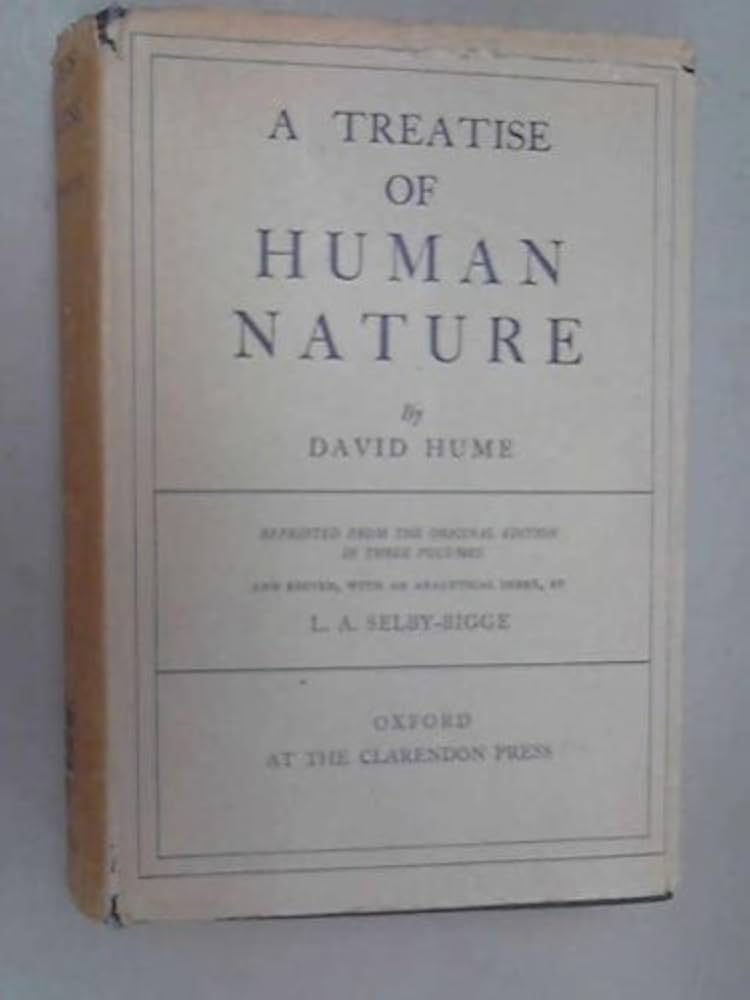 A TREATISE
OF
HUMAN
NATURE
By
DAVID HUME
REPRINTED FROM THE ORIGINAL EDITION
IN THREE VOLUMES
AND EDITED, WITH AN ANALYTICAL INDEX, BY
L. A. SELBY-BIGGE
OXFORD
AT THE CLARENDON PRESS